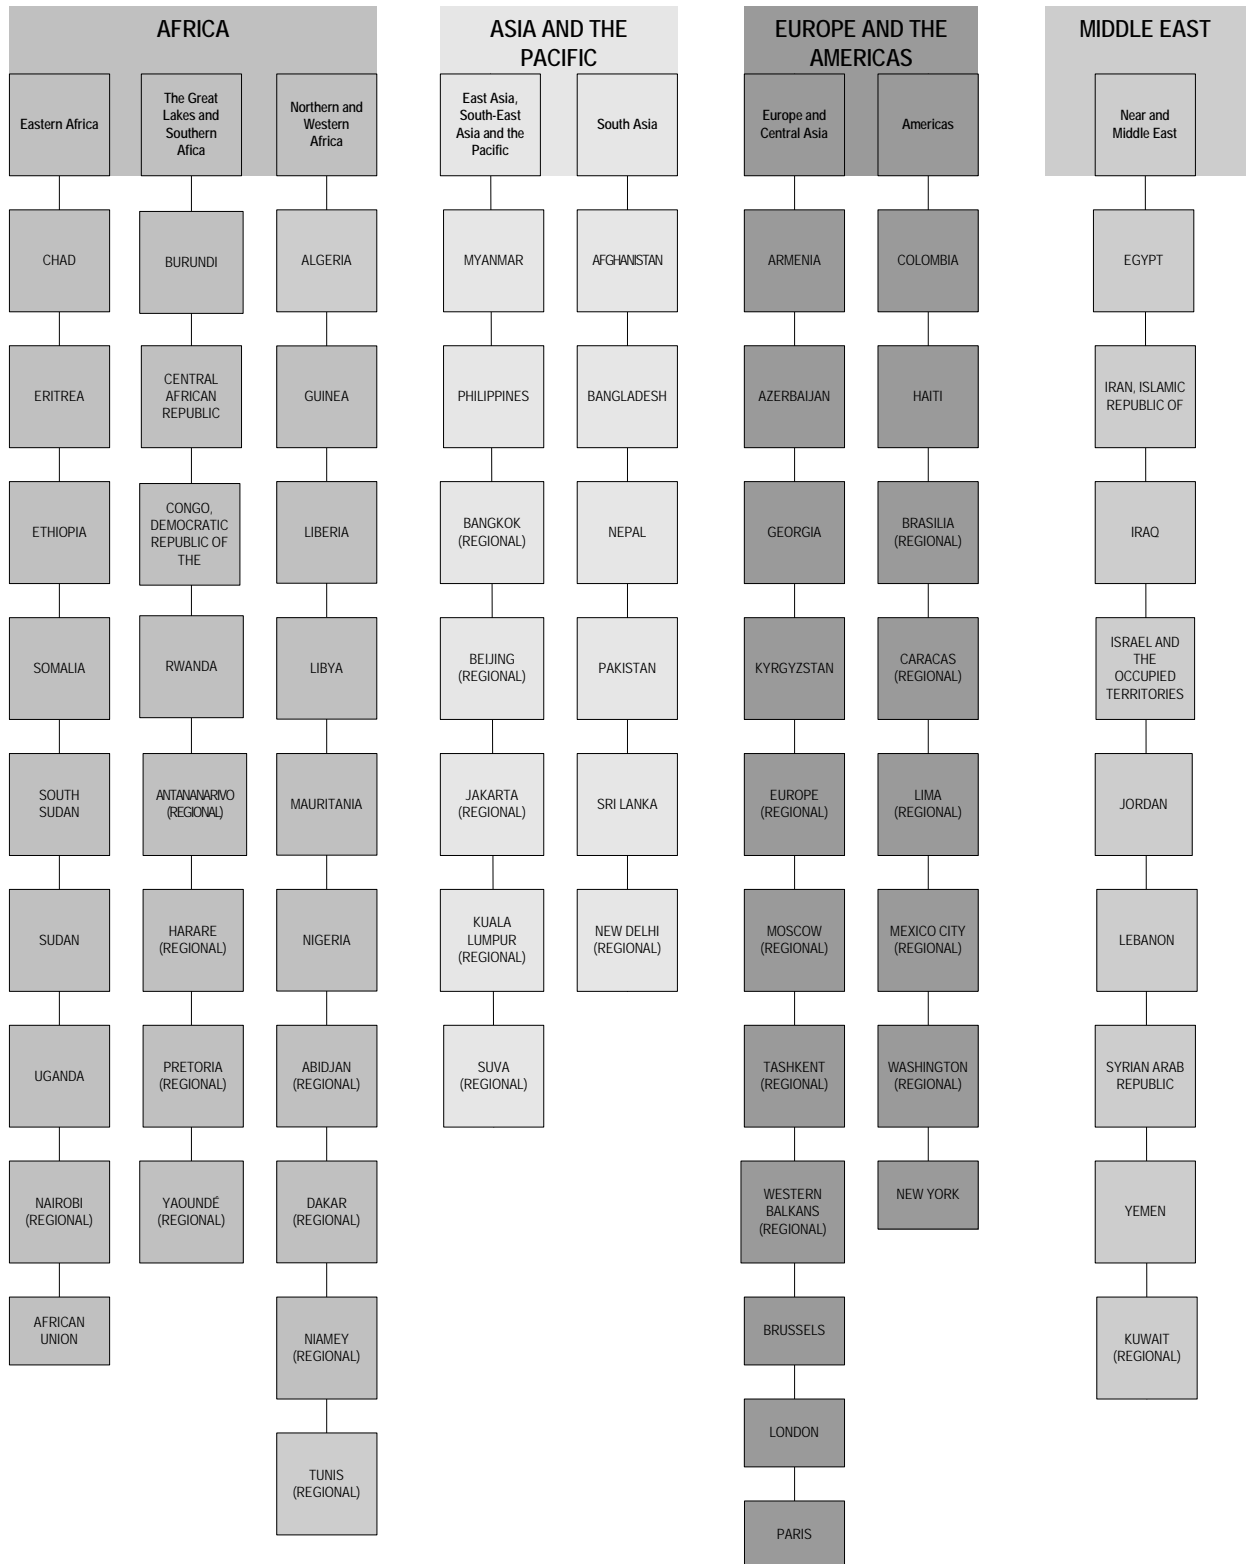 AFRICA
Eastern Africa
The Great
Lakes and
Southern
Afica
Northern and
Western
Africa
CHAD
ERITREA
ETHIOPIA
SOMALIA
SOUTH
SUDAN
SUDAN
UGANDA
NAIROBI
(REGIONAL)
AFRICAN
UNION
BURUNDI
CENTRAL
AFRICAN
REPUBLIC
CONGO,
DEMOCRATIC
REPUBLIC OF
THE
RWANDA
ANTANANARIVO
(REGIONAL)
HARARE
(REGIONAL)
PRETORIA
(REGIONAL)
YAOUNDÉ
(REGIONAL)
ALGERIA
GUINEA
LIBERIA
LIBYA
MAURITANIA
NIGERIA
ABIDJAN
(REGIONAL)
DAKAR
(REGIONAL)
NIAMEY
(REGIONAL)
TUNIS
(REGIONAL)
ASIA AND THE
PACIFIC
East Asia,
South-East
Asia and the
Pacific
South Asia
MYANMAR
PHILIPPINES
BANGKOK
(REGIONAL)
BEIJING
(REGIONAL)
JAKARTA
(REGIONAL)
KUALA
LUMPUR
(REGIONAL)
SUVA
(REGIONAL)
AFGHANISTAN
BANGLADESH
NEPAL
PAKISTAN
SRI LANKA
NEW DELHI
(REGIONAL)
EUROPE AND THE
AMERICAS
Europe and
Central Asia
Americas
ARMENIA
AZERBAIJAN
GEORGIA
KYRGYZSTAN
EUROPE
(REGIONAL)
MOSCOW
(REGIONAL)
TASHKENT
(REGIONAL)
WESTERN
BALKANS
(REGIONAL)
BRUSSELS
LONDON
PARIS
COLOMBIA
HAITI
BRASILIA
(REGIONAL)
CARACAS
(REGIONAL)
LIMA
(REGIONAL)
MEXICO CITY
(REGIONAL)
WASHINGTON
(REGIONAL)
NEW YORK
MIDDLE EAST
Near and
Middle East
EGYPT
IRAN, ISLAMIC
REPUBLIC OF
IRAQ
ISRAEL AND
THE
OCCUPIED
TERRITORIES
JORDAN
LEBANON
SYRIAN ARAB
REPUBLIC
YEMEN
KUWAIT
(REGIONAL)